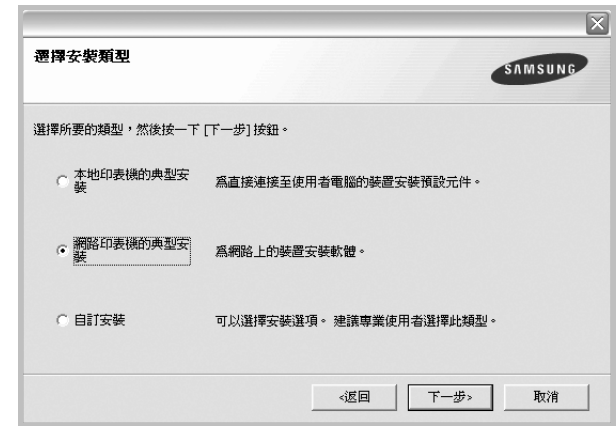 選擇安裝類型
SAMSUNG
選擇所要的類型，然後按一下 [下一步] 按鈕。
本地印表機的典型安
裝
爲直接連接至使用者電腦的裝置安裝預設元件。
網路印表機的典型安
裝
爲網路上的裝置安裝軟體。
自訂安裝
可以選擇安裝選項。 建議專業使用者選擇此類型。
<返回
下一步>
取消